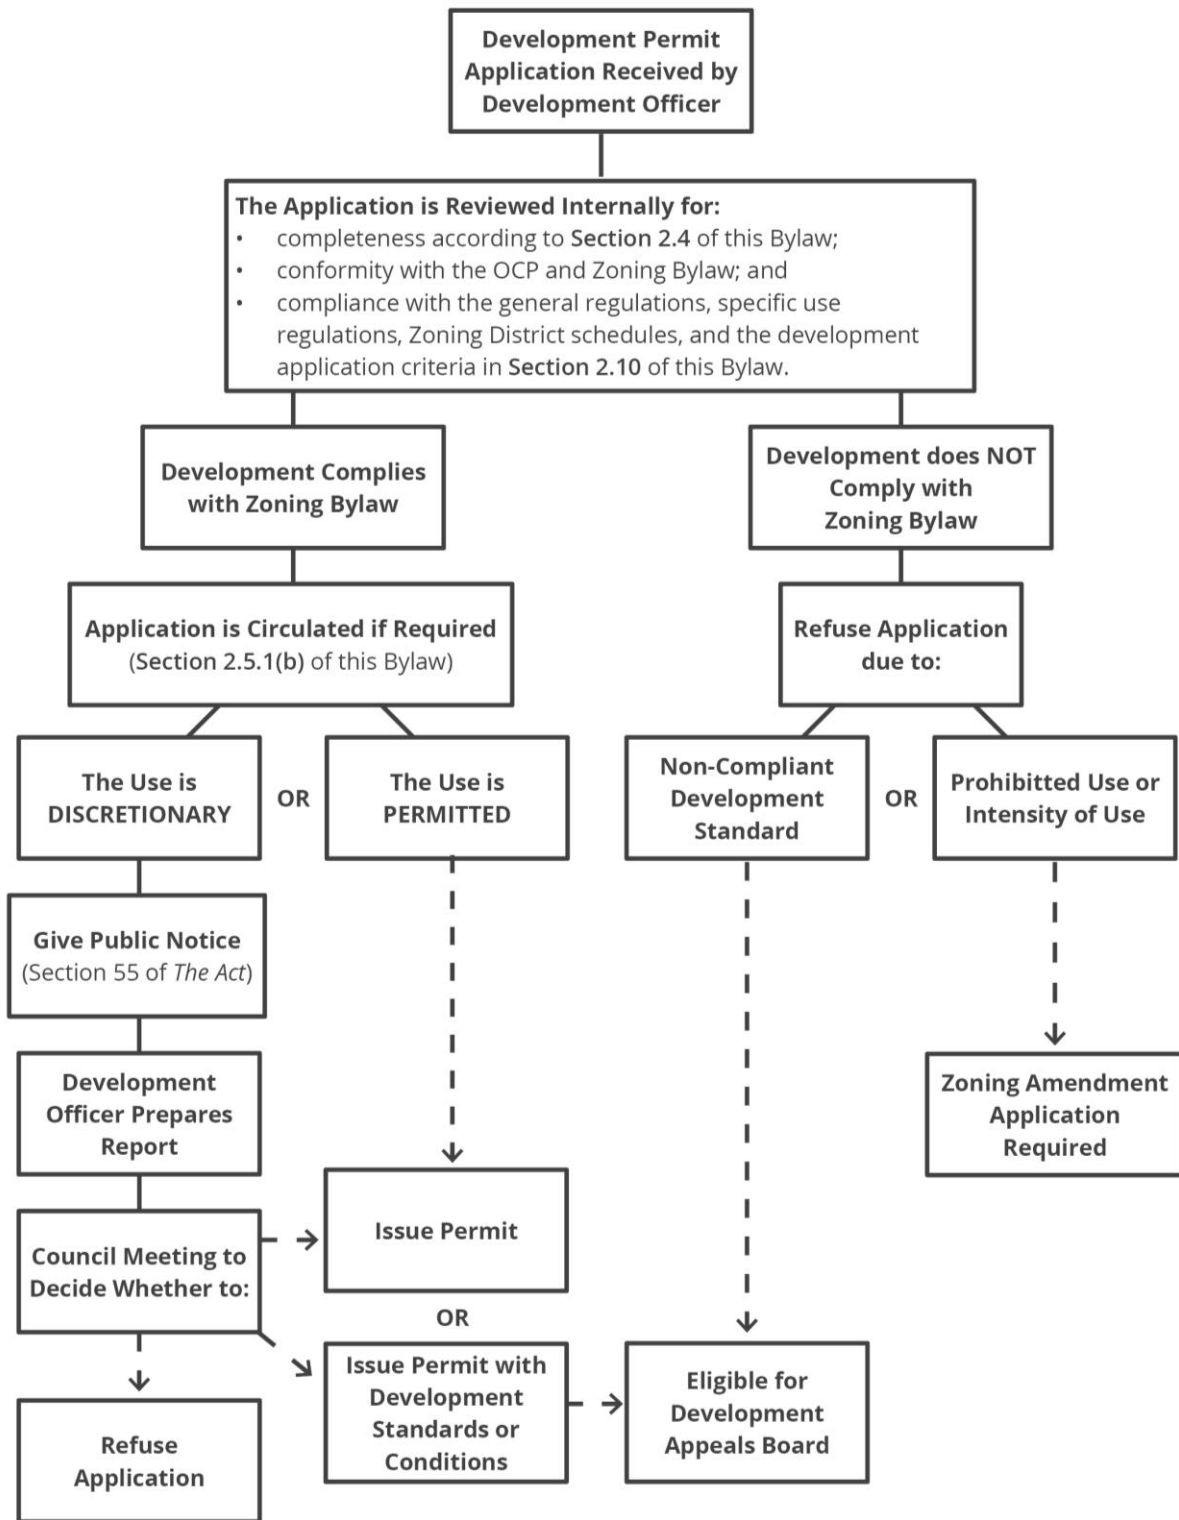 Development Permit
Application Received by
Development Officer
The Application is Reviewed Internally for:
• completeness according to Section 2.4 of this Bylaw;
• conformity with the OCP and Zoning Bylaw; and
• compliance with the general regulations, specific use
regulations, Zoning District schedules, and the development
application criteria in Section 2.10 of this Bylaw.
Development Complies
with Zoning Bylaw
Development does NOT
Comply with
Zoning Bylaw
Application is Circulated if Required
(Section 2.5.1(b) of this Bylaw)
Refuse Application
due to:
The Use is
DISCRETIONARY
OR
The Use is
PERMITTED
Non-Compliant
Development
Standard
OR
Prohibitted Use or
Intensity of Use
Give Public Notice
(Section 55 of The Act)
Development
Officer Prepares
Report
Zoning Amendment
Application
Required
Council Meeting to
Decide Whether to:
Issue Permit
OR
Issue Permit with
Development
Standards or
Conditions
Eligible for
Development
Appeals Board
Refuse
Application